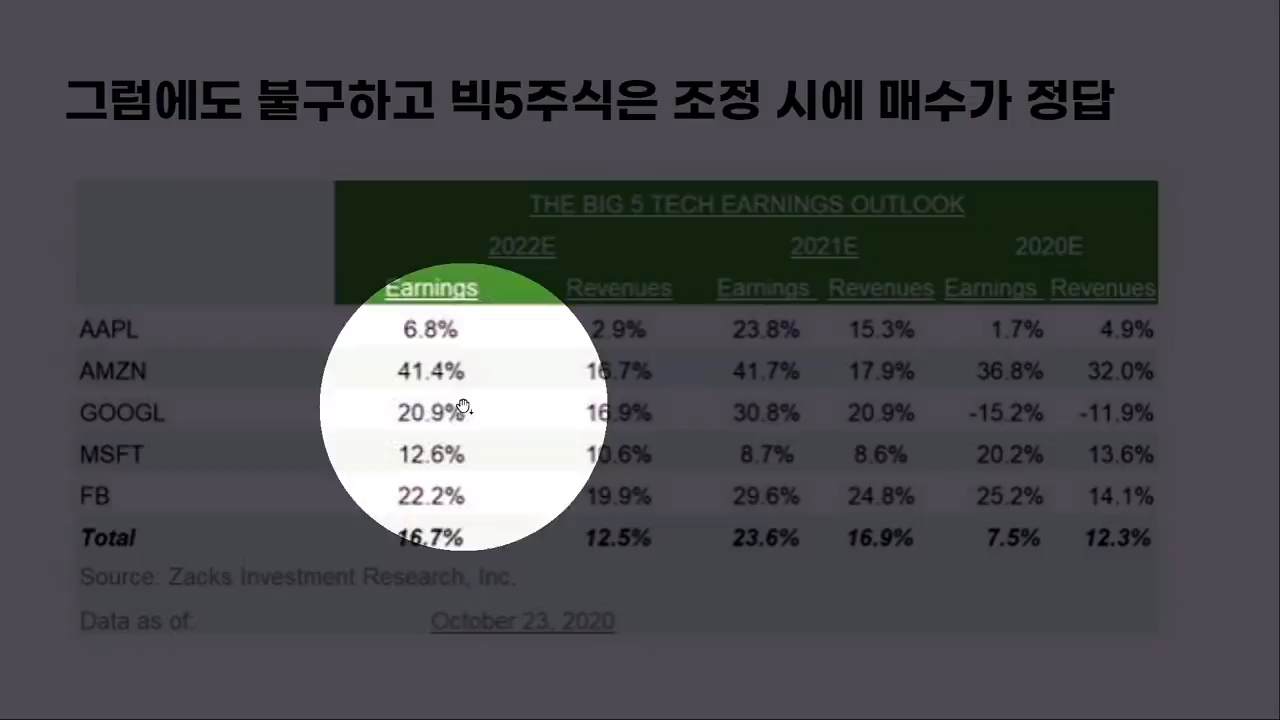 그럼에도 불구하고 빅5주식은 조정 시에 매수가 정답
THE BIG 5 TECH EARNINGS OUTLOOK
2022E 2021E 2020E
Earnings Revenues Earnings Revenues Earnings Revenues
AAPL 6.8% 2.9% 23.8% 15.3% 1.7% 4.9%
AMZN 41.4% 16.7% 41.7% 17.9% 36.8% 32.0%
GOOGL 20.9% 16.9% 30.8% 20.9% -15.2% -11.9%
MSFT 12.6% 10.6% 8.7% 8.6% 20.2% 13.6%
FB 22.2% 19.9% 29.6% 24.8% 25.2% 14.1%
Total 16.7% 12.5% 23.6% 16.9% 7.5% 12.3%
Source: Zacks Investment Research, Inc.
Data as of: October 23, 2020